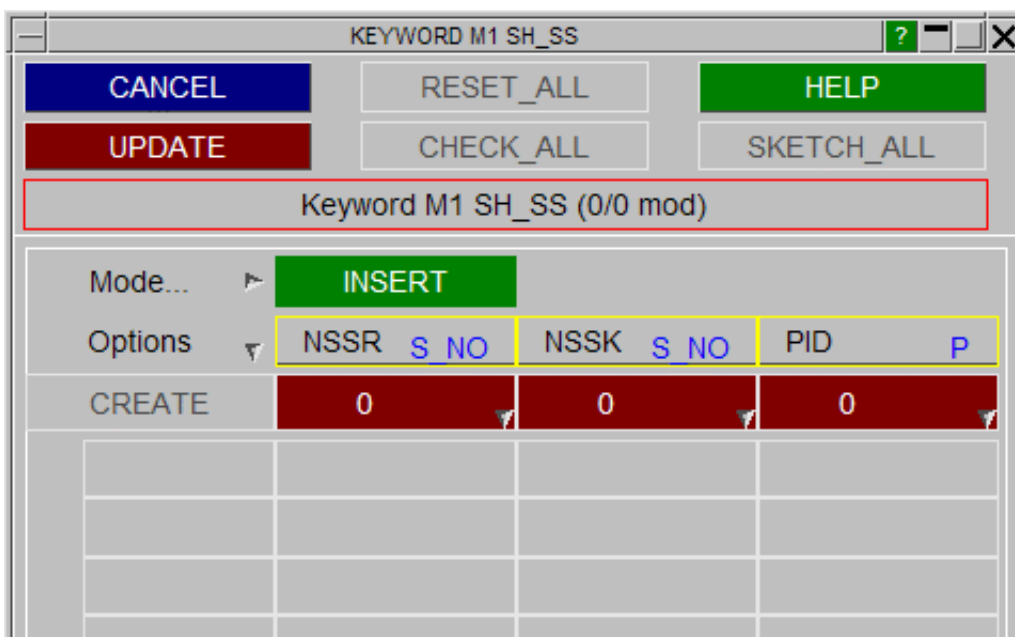 KEYWORD M1 SH_SS ?
CANCEL RESET_ALL HELP
UPDATE CHECK_ALL SKETCH_ALL
Keyword M1 SH_SS (0/0 mod)
Mode... INSERT
Options NSSR S_NO NSSK S_NO PID P
CREATE 0 0 0